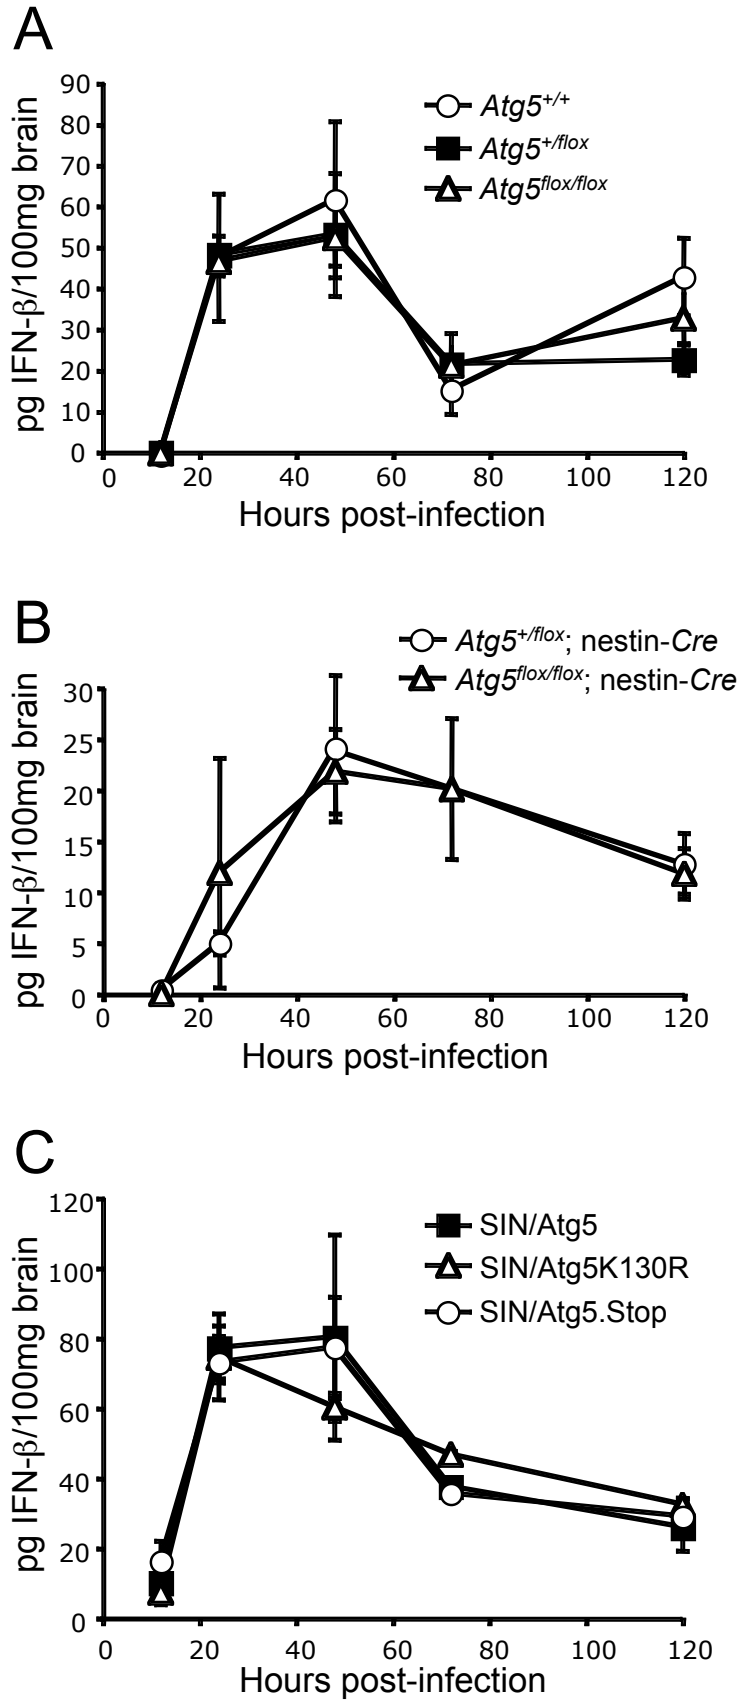 A
pg IFN-β/100mg brain
90
80
70
60
50
40
30
20
10
0
Atg5+/+
Atg5+/flox
Atg5flox/flox
0 20 40 60 80 100 120
Hours post-infection
B
pg IFN-β/100mg brain
30
25
20
15
10
5
0
Atg5+/flox; nestin-Cre
Atg5flox/flox; nestin-Cre
0 20 40 60 80 100 120
Hours post-infection
C
pg IFN-β/100mg brain
120
100
80
60
40
20
0
SIN/Atg5
SIN/Atg5K130R
SIN/Atg5.Stop
0 20 40 60 80 100 120
Hours post-infection